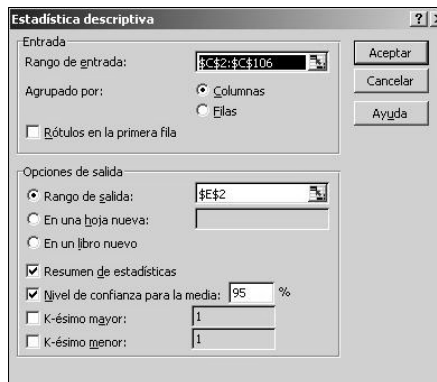 Estadística descriptiva
Entrada
Rango de entrada: $C$2:$C$106
Agrupado por: Columnas
Filas
Rótulos en la primera fila
Aceptar
Cancelar
Ayuda
Opciones de salida
Rango de salida: $E$2
En una hoja nueva:
En un libro nuevo
Resumen de estadísticas
Nivel de confianza para la media: 95 %
K-ésimo mayor: 1
K-ésimo menor: 1